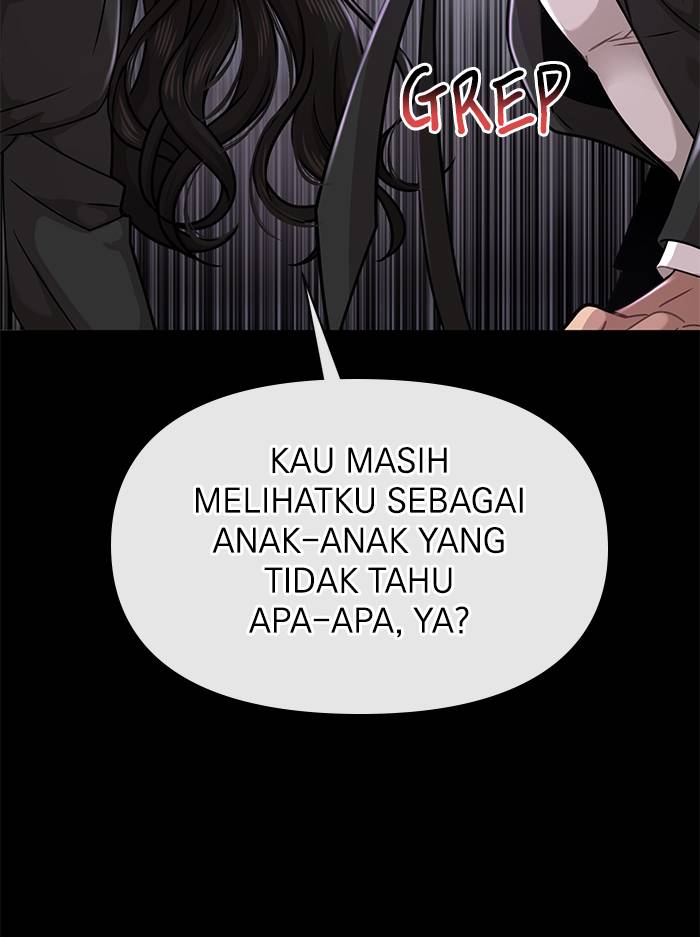 GREP
KAU MASIH
MELIHATKU SEBAGAI
ANAK-ANAK YANG
TIDAK TAHU
APA-APA, YA?